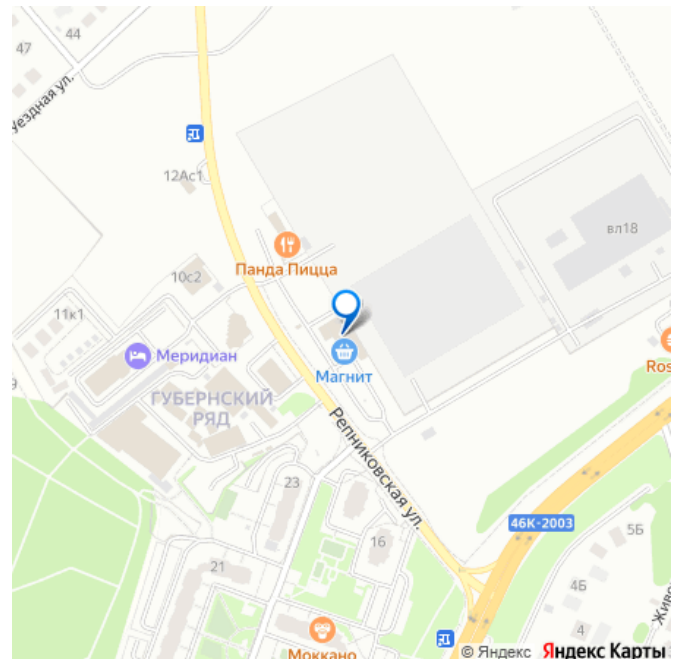 47
44
Уездная ул.
12Ас1
Панда Пицца
вл18
10с2
11к1
Меридиан
Магнит
Ros
9
ГУБЕРНСКИЙ
РЯД
Репниковская ул.
23
46К-2003
16
5Б
21
4Б
4
Живо
Моккано
© Яндекс Яндекс Карты